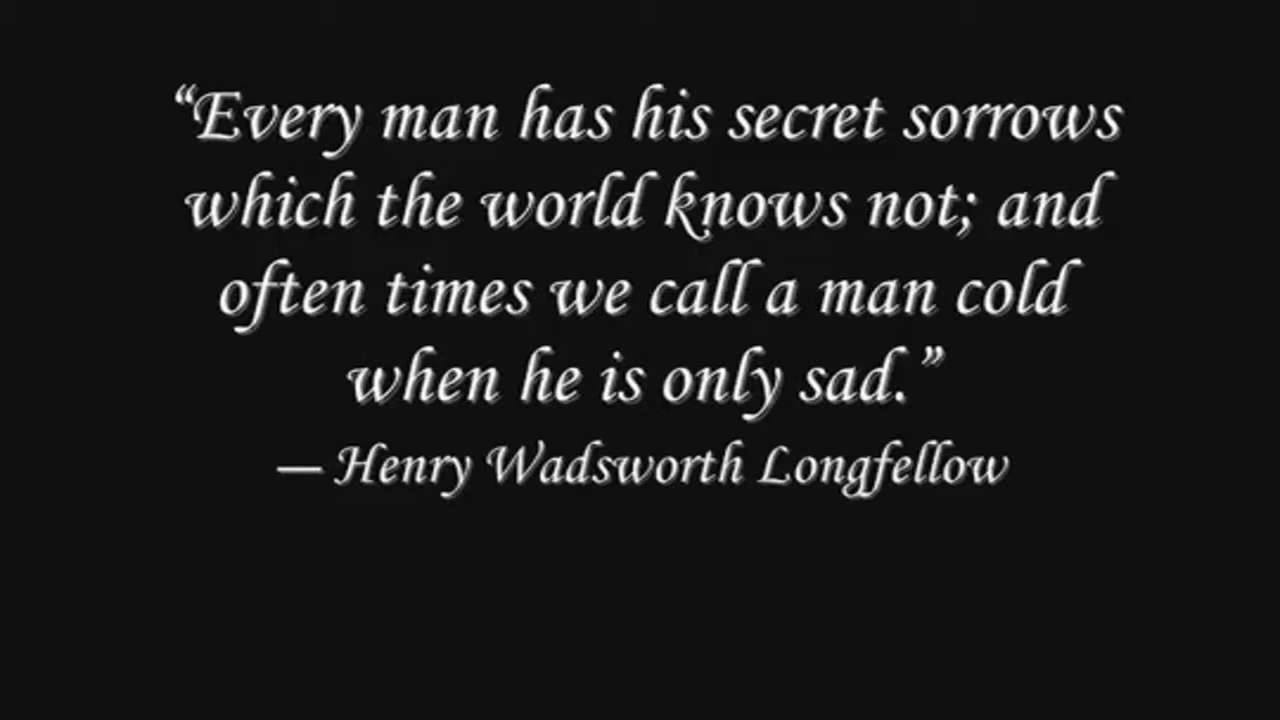 “Every man has his secret sorrows
which the world knows not; and
often times we call a man cold
when he is only sad.”
— Henry Wadsworth Longfellow